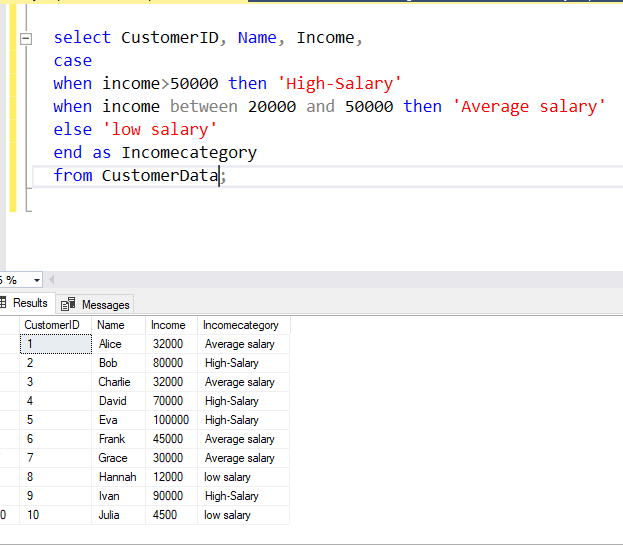 select CustomerID, Name, Income,
case
when income>50000 then 'High-Salary'
when income between 20000 and 50000 then 'Average salary'
else 'low salary'
end as Incomecategory
from CustomerData;
%
Results Messages
CustomerID Name Income Incomecategory
1 Alice 32000 Average salary
2 Bob 80000 High-Salary
3 Charlie 32000 Average salary
4 David 70000 High-Salary
5 Eva 100000 High-Salary
6 Frank 45000 Average salary
7 Grace 30000 Average salary
8 Hannah 12000 low salary
9 Ivan 90000 High-Salary
0 10 Julia 4500 low salary